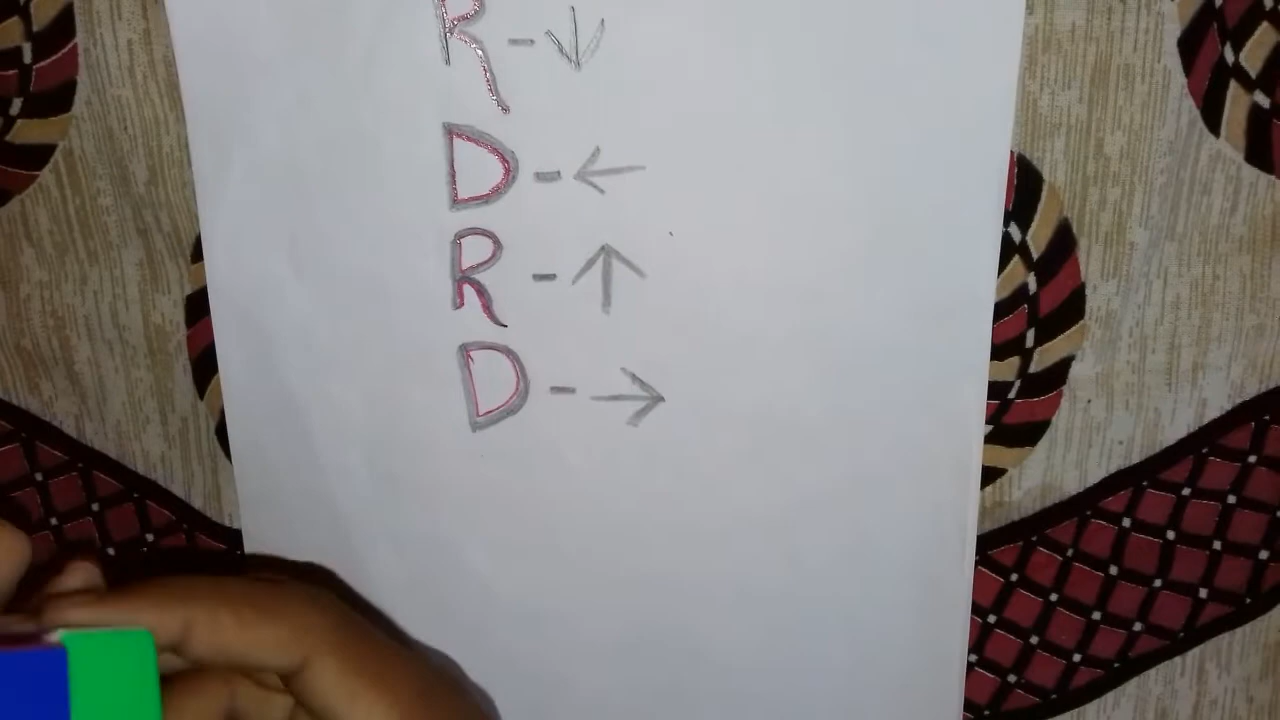 R - ↓
D - ←
R - ↑
D - →